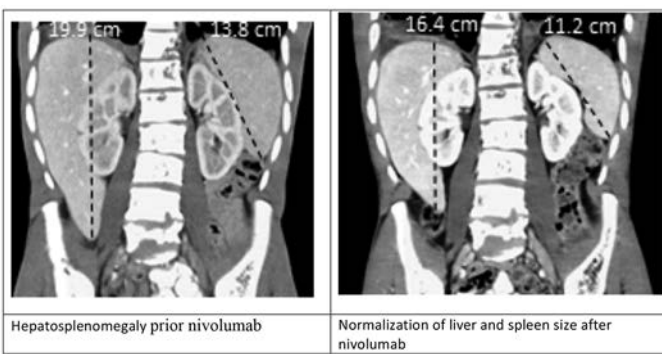 19.9 cm 13.8 cm
16.4 cm 11.2 cm
Hepatosplenomegaly prior nivolumab
Normalization of liver and spleen size after
nivolumab